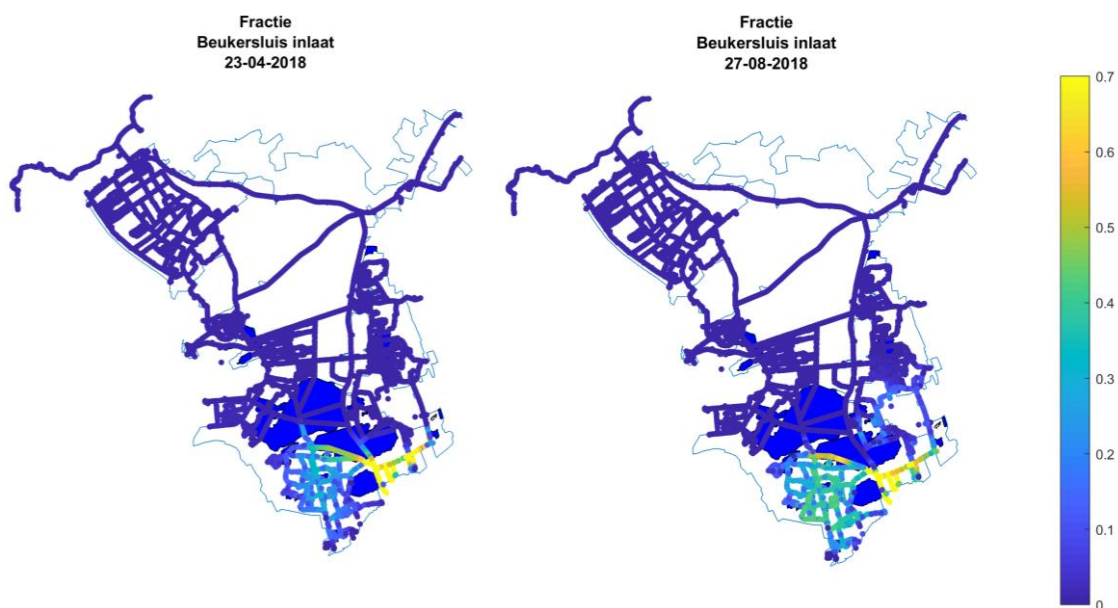 Fractie
Beukersluis inlaat
23-04-2018
Fractie
Beukersluis inlaat
27-08-2018
0.7
0.6
0.5
0.4
0.3
0.2
0.1
0